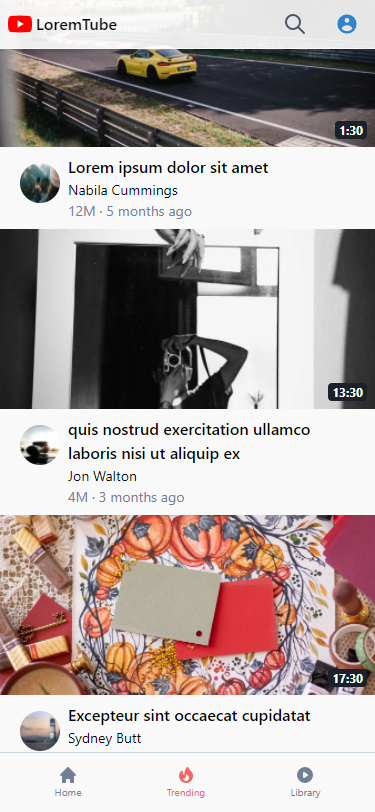 LoremTube
1:30
Lorem ipsum dolor sit amet
Nabila Cummings
12M · 5 months ago
13:30
quis nostrud exercitation ullamco
laboris nisi ut aliquip ex
Jon Walton
4M · 3 months ago
17:30
Excepteur sint occaecat cupidatat
Sydney Butt
Home
Trending
Library